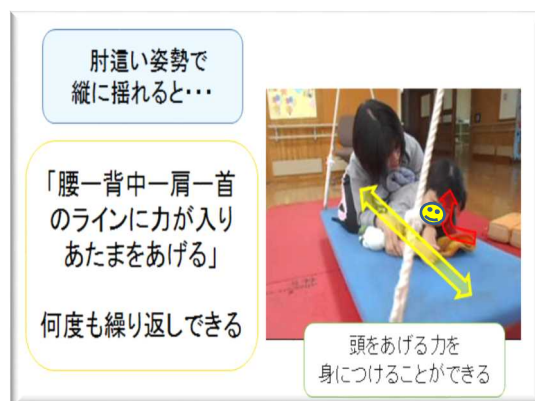 肘這い姿勢で
縦に揺れると・・・
「腰ー背中ー肩ー首
のラインに力が入り
あたまをあげる」
何度も繰り返しできる
頭をあげる力を
身につけることができる